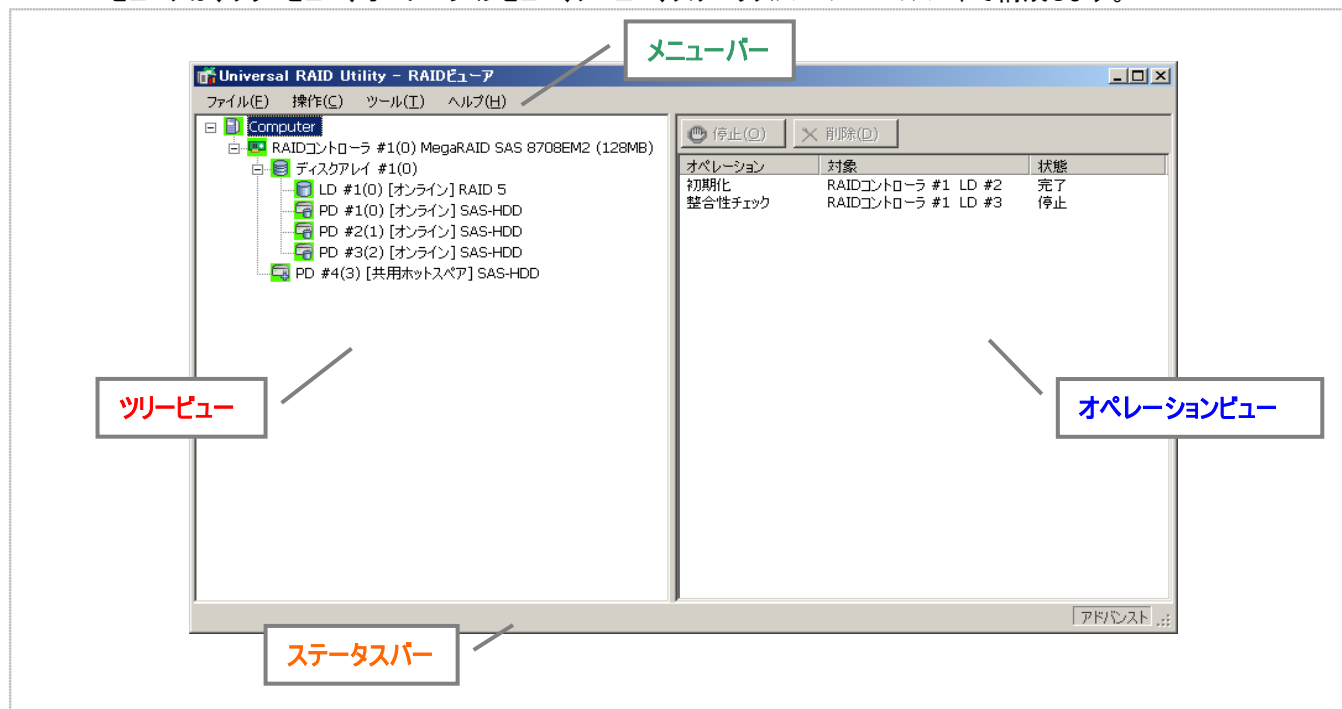 メニューバー
Universal RAID Utility - RAIDビューア
ファイル(F) 操作(C) ツール(T) ヘルプ(H)
Computer
RAIDコントローラ #1(0) MegaRAID SAS 8708EM2 (128MB)
ディスクアレイ #1(0)
LD #1(0) [オンライン] RAID 5
PD #1(0) [オンライン] SAS-HDD
PD #2(1) [オンライン] SAS-HDD
PD #3(2) [オンライン] SAS-HDD
PD #4(3) [共用ホットスペア] SAS-HDD
停止(O) 削除(D)
オペレーション 対象 状態
初期化 RAIDコントローラ #1 LD #2 完了
整合性チェック RAIDコントローラ #1 LD #3 停止
ツリービュー
オペレーションビュー
アドバンスト
ステータスバー